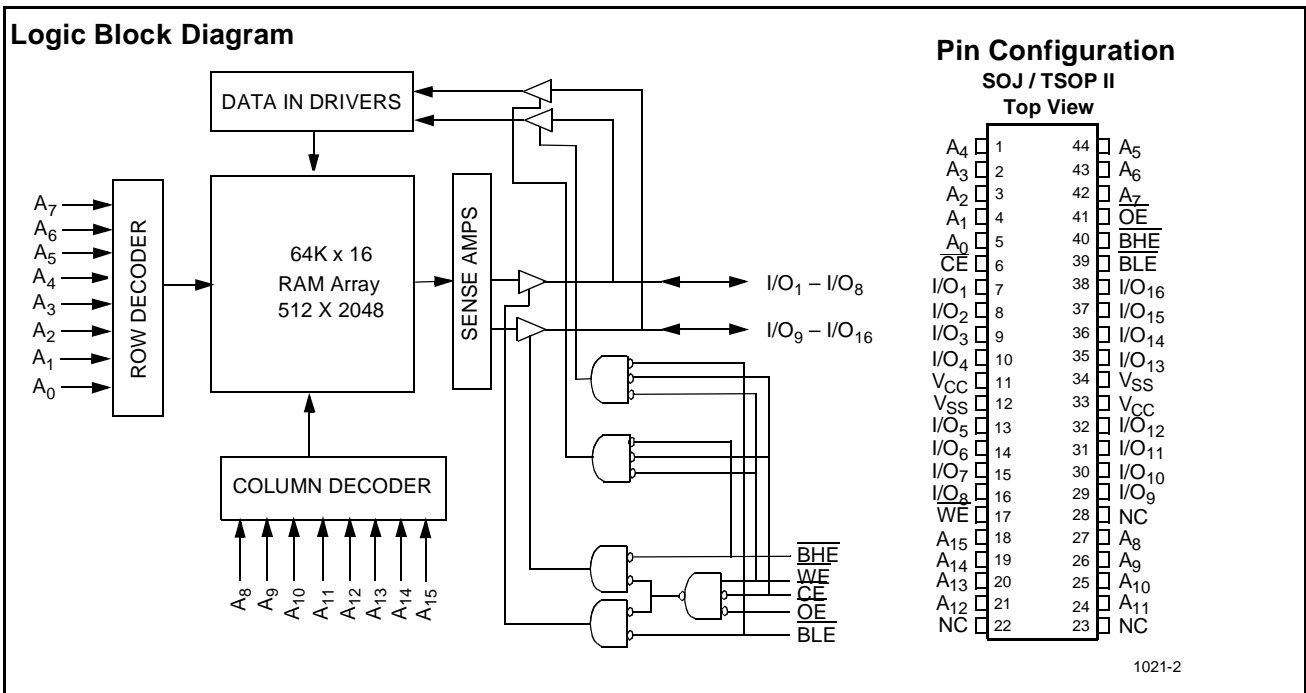 Logic Block Diagram
DATA IN DRIVERS
A7
A6
A5
A4
A3
A2
A1
A0
ROW DECODER
64K x 16
RAM Array
512 X 2048
SENSE AMPS
I/O1 – I/O8
I/O9 – I/O16
COLUMN DECODER
A8
A9
A10
A11
A12
A13
A14
A15
BHE
WE
CE
OE
BLE
Pin Configuration
SOJ / TSOP II
Top View
A4 1 44 A5
A3 2 43 A6
A2 3 42 A7
A1 4 41 OE
A0 5 40 BHE
CE 6 39 BLE
I/O1 7 38 I/O16
I/O2 8 37 I/O15
I/O3 9 36 I/O14
I/O4 10 35 I/O13
VCC 11 34 VSS
VSS 12 33 VCC
I/O5 13 32 I/O12
I/O6 14 31 I/O11
I/O7 15 30 I/O10
I/O8 16 29 I/O9
WE 17 28 NC
A15 18 27 A8
A14 19 26 A9
A13 20 25 A10
A12 21 24 A11
NC 22 23 NC
1021-2